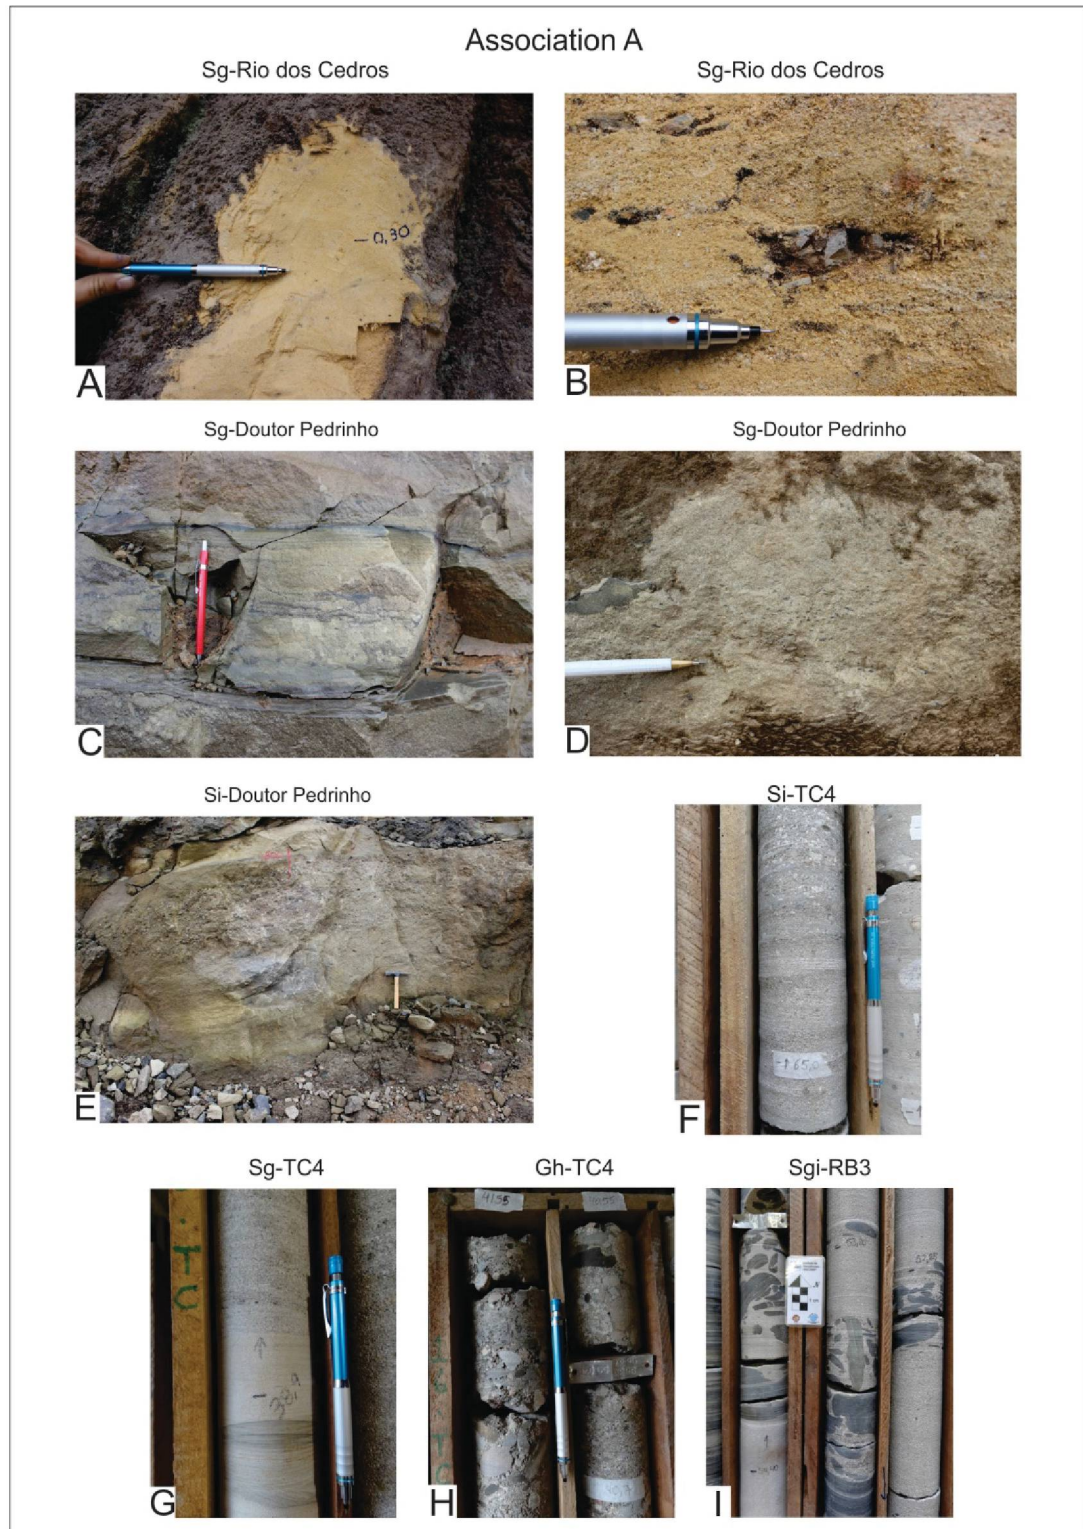 Association A
Sg-Rio dos Cedros
Sg-Rio dos Cedros
-0,30
A
B
Sg-Doutor Pedrinho
Sg-Doutor Pedrinho
C
D
Si-Doutor Pedrinho
Si-TC4
E
F
Sg-TC4
Gh-TC4
Sgi-RB3
TC
G
H
I